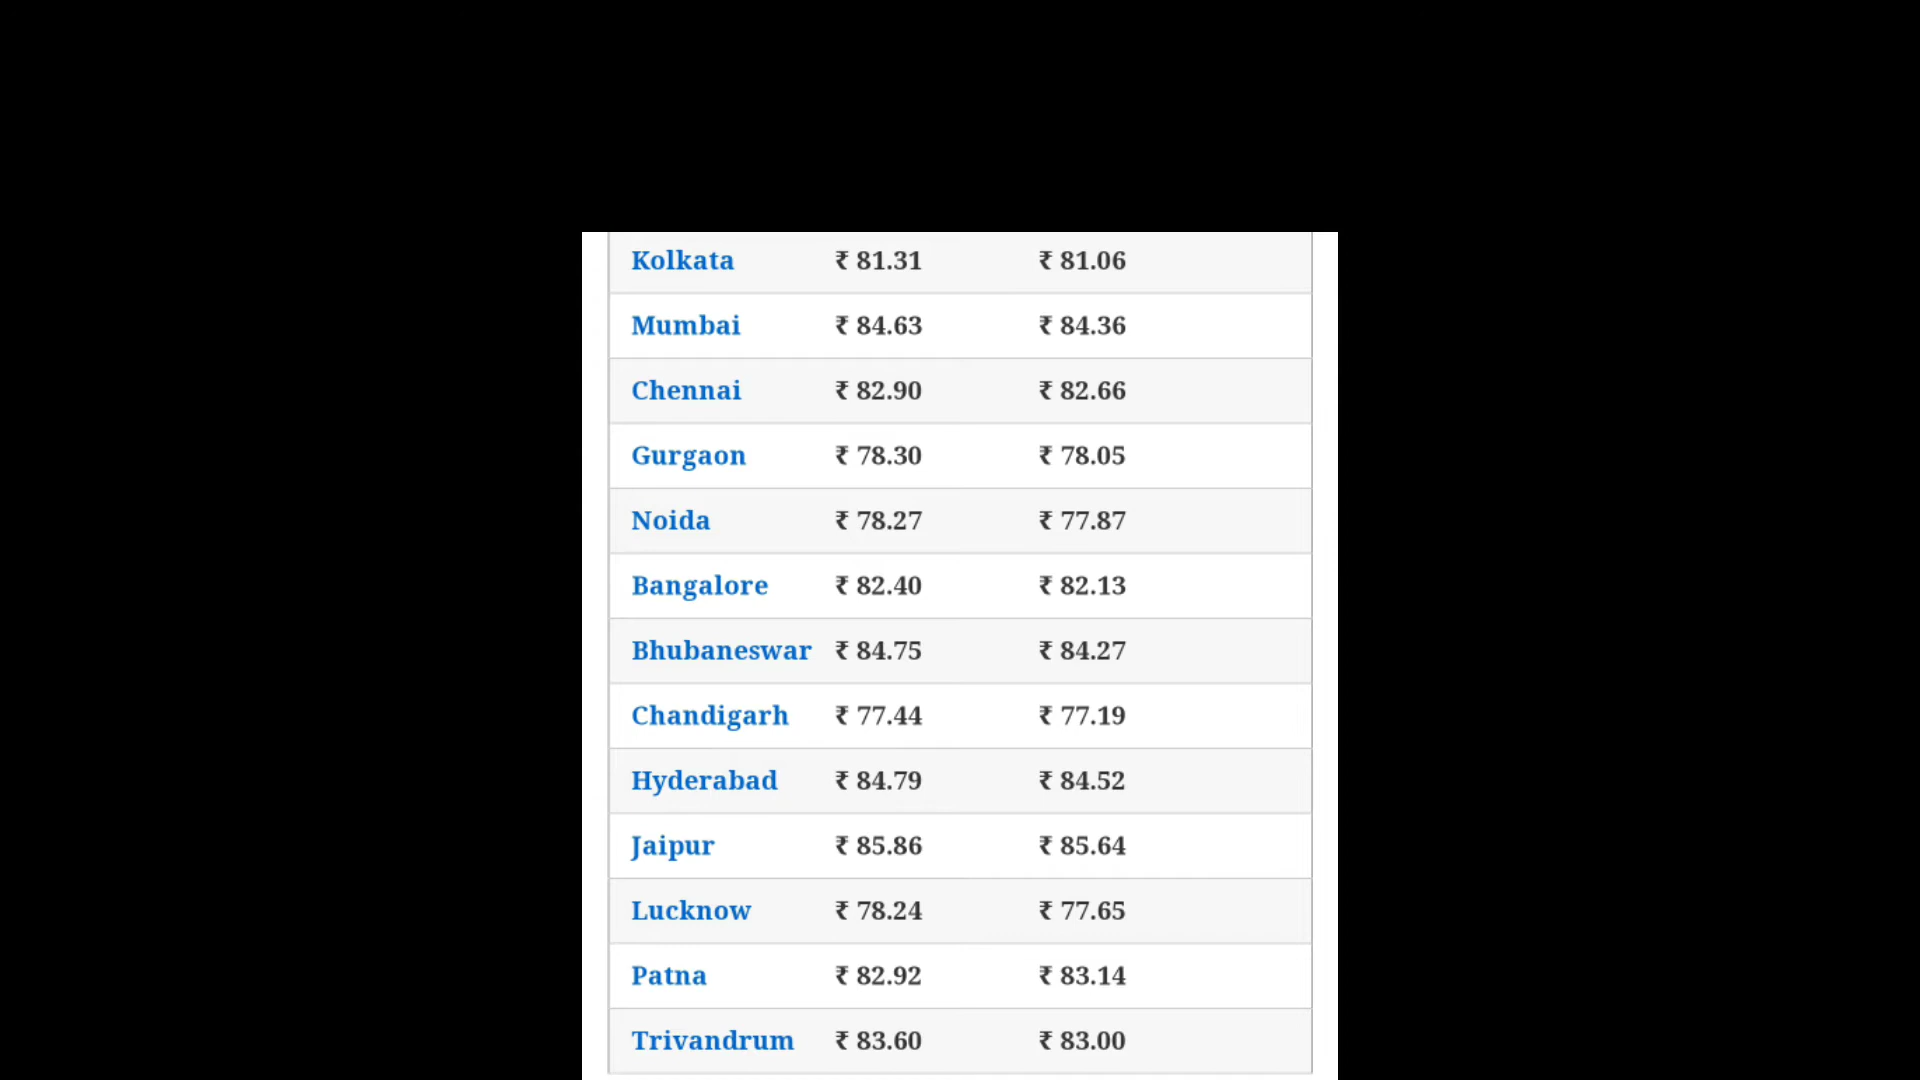 Kolkata ₹ 81.31 ₹ 81.06
Mumbai ₹ 84.63 ₹ 84.36
Chennai ₹ 82.90 ₹ 82.66
Gurgaon ₹ 78.30 ₹ 78.05
Noida ₹ 78.27 ₹ 77.87
Bangalore ₹ 82.40 ₹ 82.13
Bhubaneswar ₹ 84.75 ₹ 84.27
Chandigarh ₹ 77.44 ₹ 77.19
Hyderabad ₹ 84.79 ₹ 84.52
Jaipur ₹ 85.86 ₹ 85.64
Lucknow ₹ 78.24 ₹ 77.65
Patna ₹ 82.92 ₹ 83.14
Trivandrum ₹ 83.60 ₹ 83.00